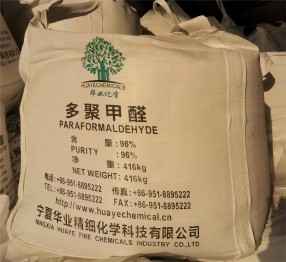 HUAYECHEMICALS
华业化学
多聚甲醛
PARAFORMALDEHYDE
含 量:96%
PURITY :96%
净 重:416kg
NET WEIGHT:416kg
电话:+86-951-8895222 传真:+86-951-8895222
TEL:+86-951-8895222 FAX:+86-951-8895222
http://www.huayechemical.cn
宁夏华业精细化学科技有限公司
NINGXIA HUAYE FINE CHEMICALS INDUSTRY CO.,LTD